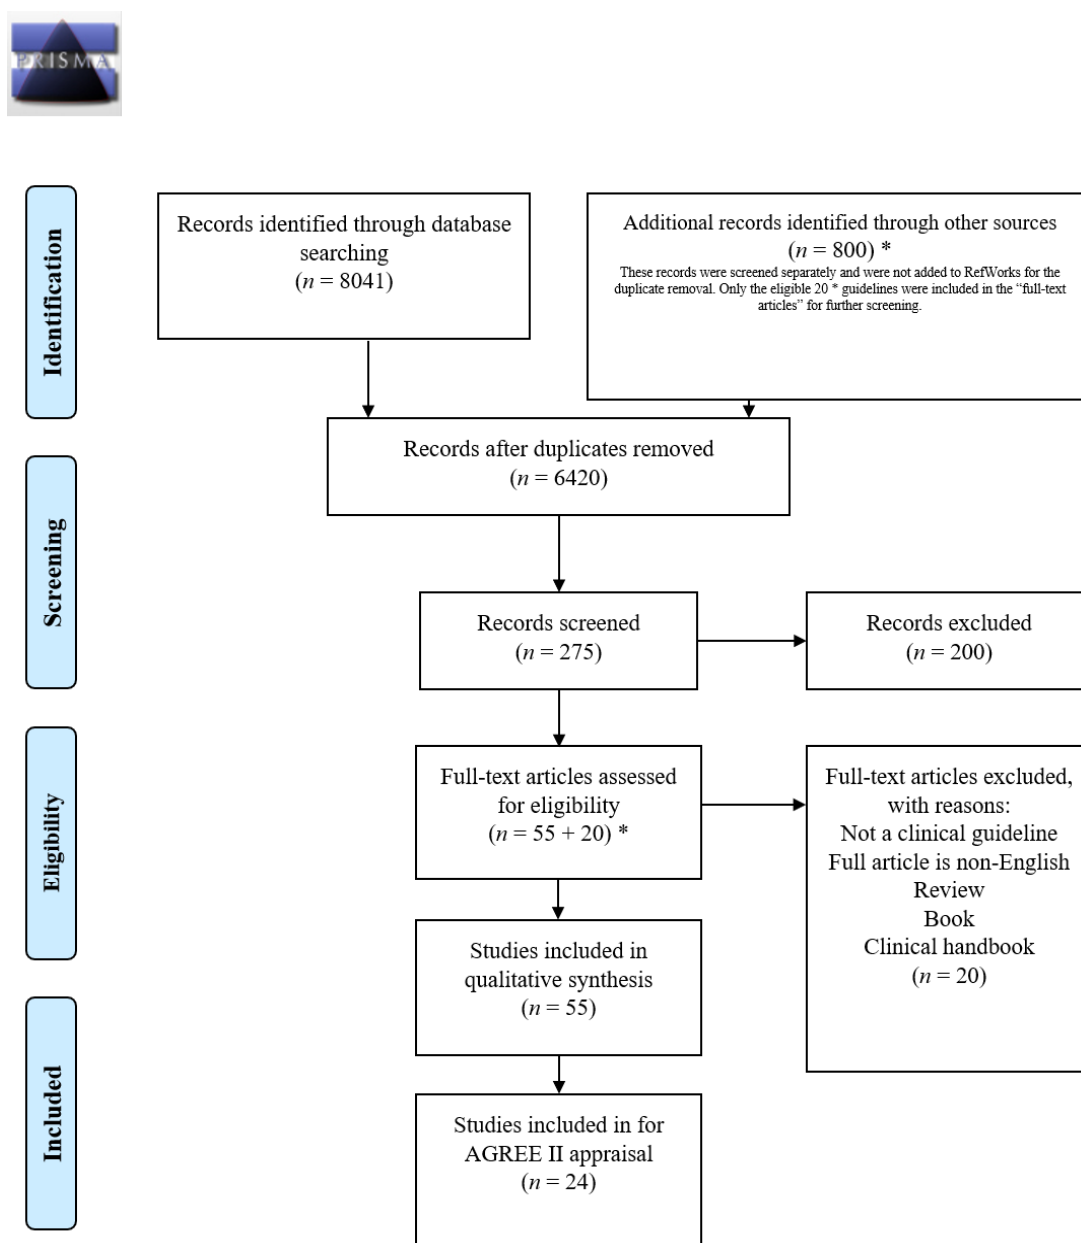 PRISMA
Identification
Records identified through database
searching
(n = 8041)
Additional records identified through other sources
(n = 800) *
These records were screened separately and were not added to RefWorks for the
duplicate removal. Only the eligible 20 * guidelines were included in the “full-text
articles” for further screening.
Records after duplicates removed
(n = 6420)
Screening
Records screened
(n = 275)
Records excluded
(n = 200)
Eligibility
Full-text articles assessed
for eligibility
(n = 55 + 20) *
Full-text articles excluded,
with reasons:
Not a clinical guideline
Full article is non-English
Review
Book
Clinical handbook
(n = 20)
Studies included in
qualitative synthesis
(n = 55)
Included
Studies included in for
AGREE II appraisal
(n = 24)